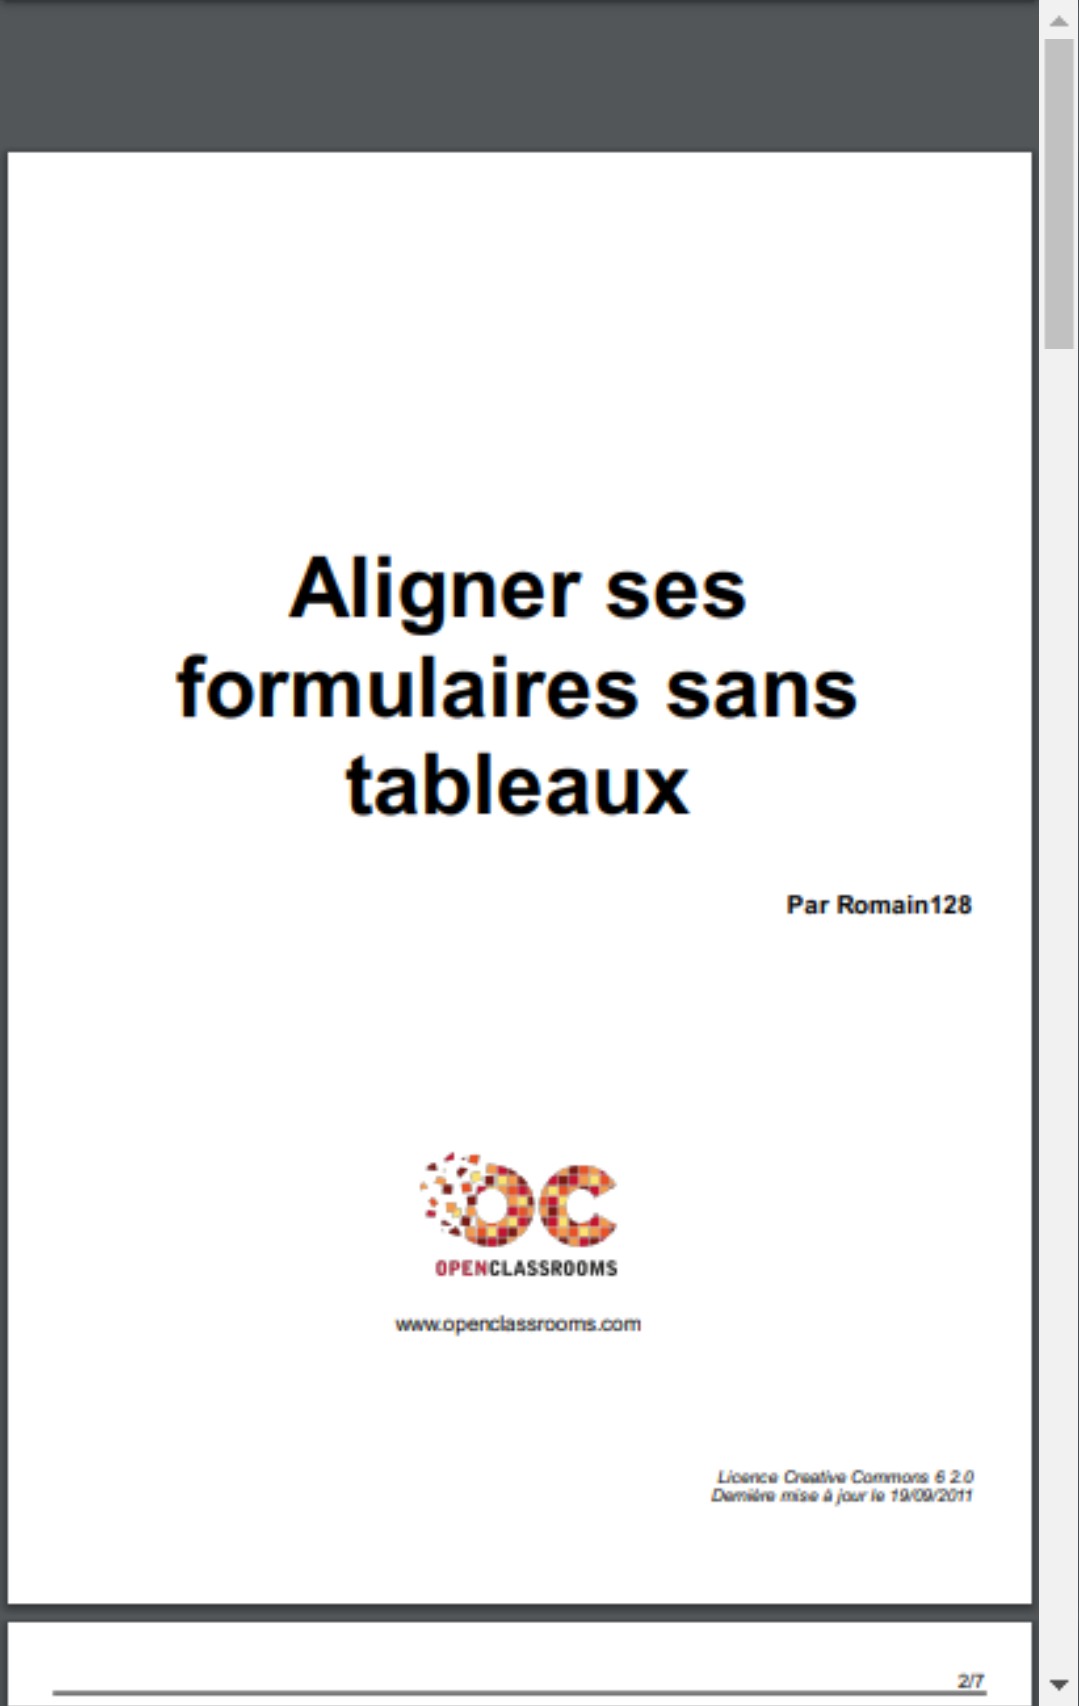 Aligner ses
formulaires sans
tableaux
Par Romain128
OC
OPENCLASSROOMS
www.openclassrooms.com
Licence Creative Commons 6 2.0
Dernière mise à jour le 19/09/2011
2/7